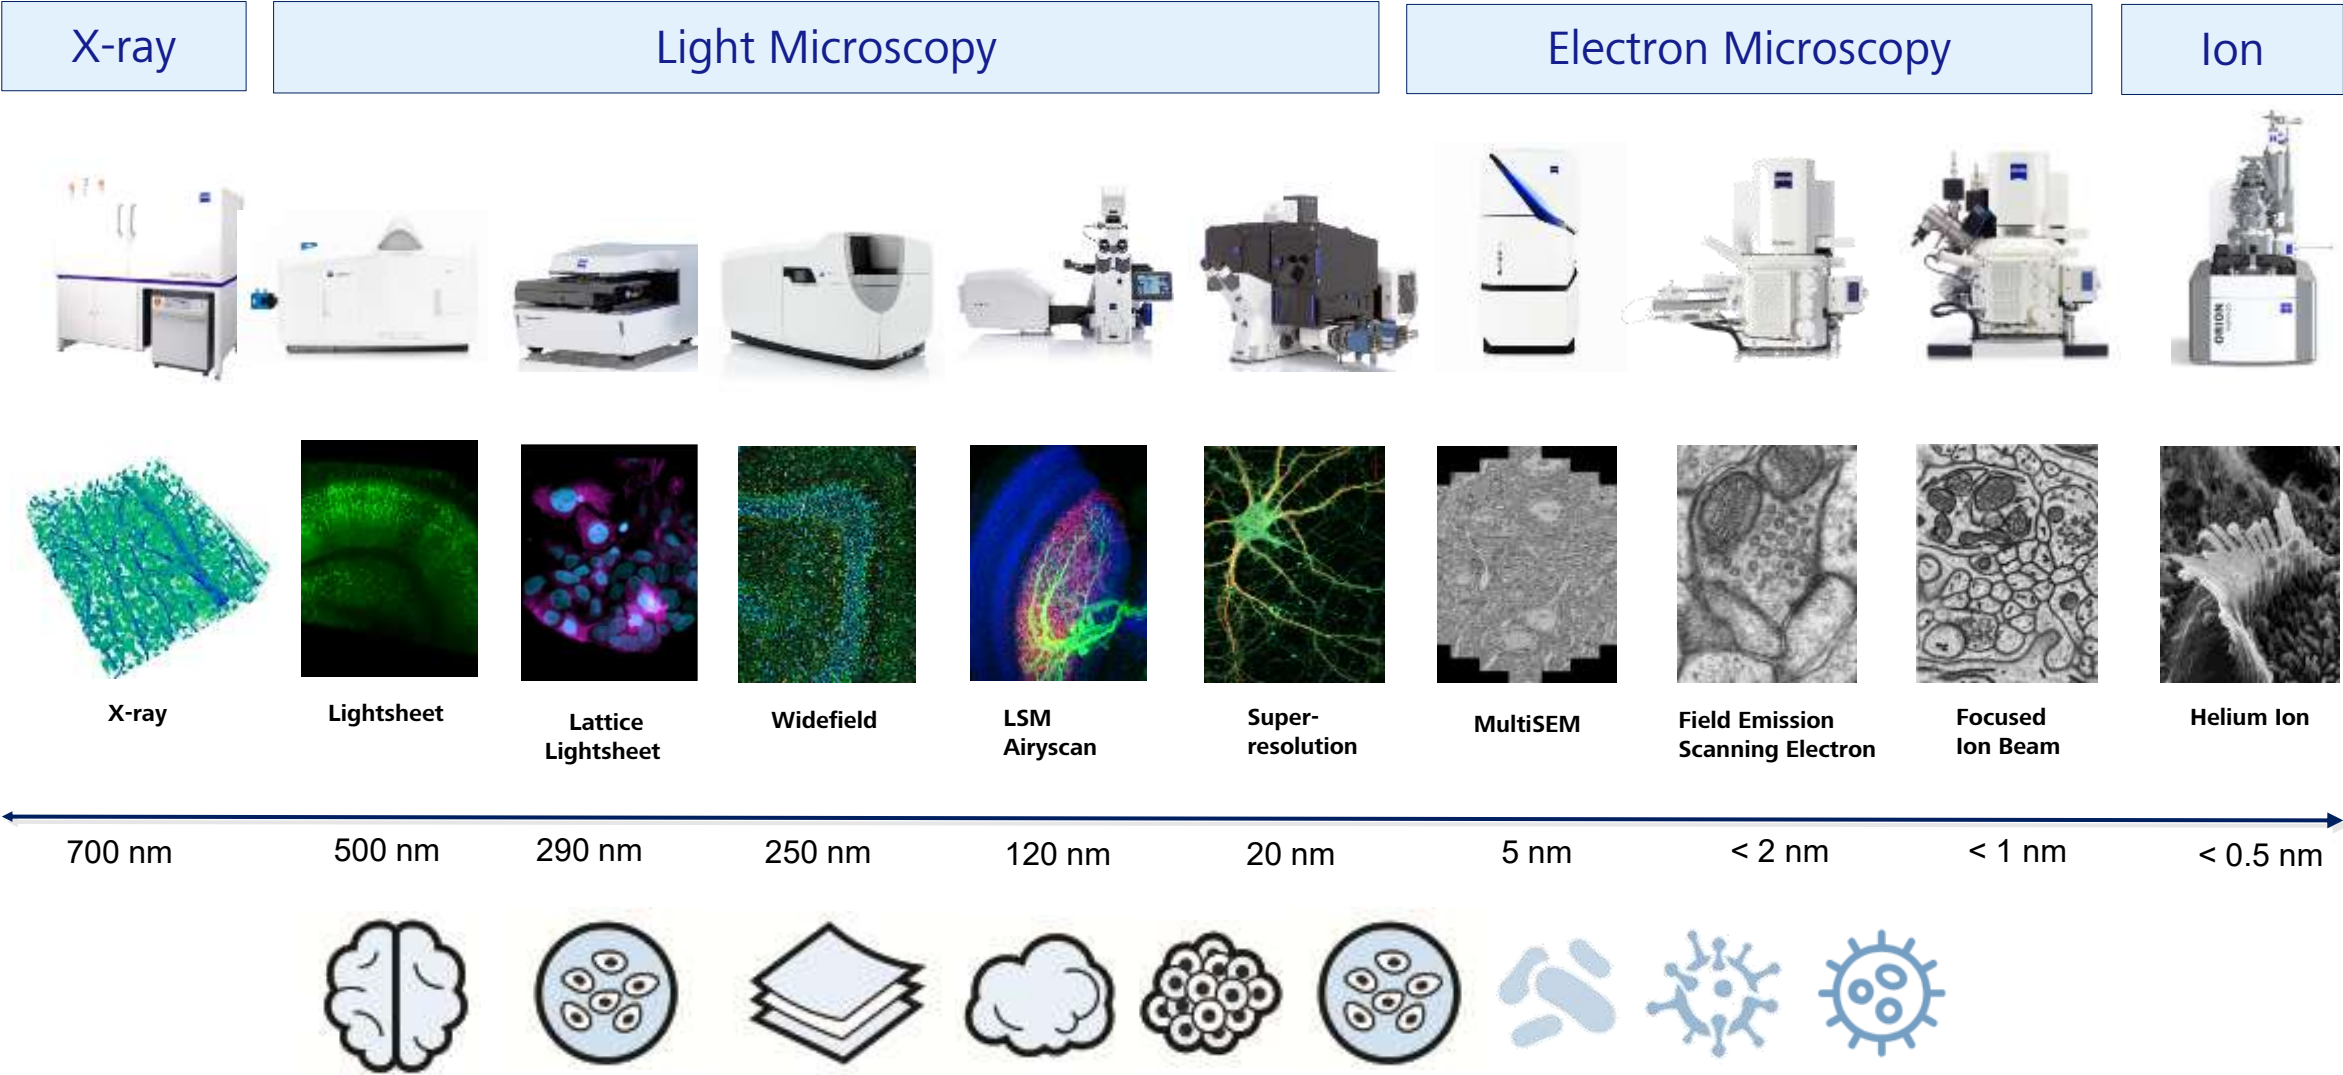 X-ray
Light Microscopy
Electron Microscopy
Ion
ORION
X-ray
Lightsheet
Lattice
Lightsheet
Widefield
LSM
Airyscan
Super-
resolution
MultiSEM
Field Emission
Scanning Electron
Focused
Ion Beam
Helium Ion
700 nm
500 nm
290 nm
250 nm
120 nm
20 nm
5 nm
< 2 nm
< 1 nm
< 0.5 nm